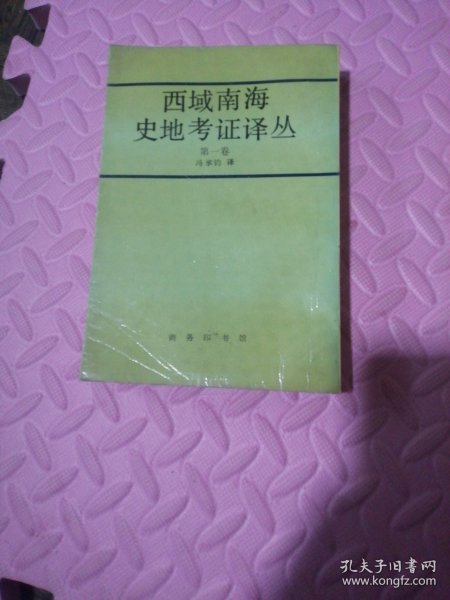 西域南海
史地考证译丛
第一卷
冯承钧 译
商务印书馆
孔夫子旧书网
www.kongfz.com